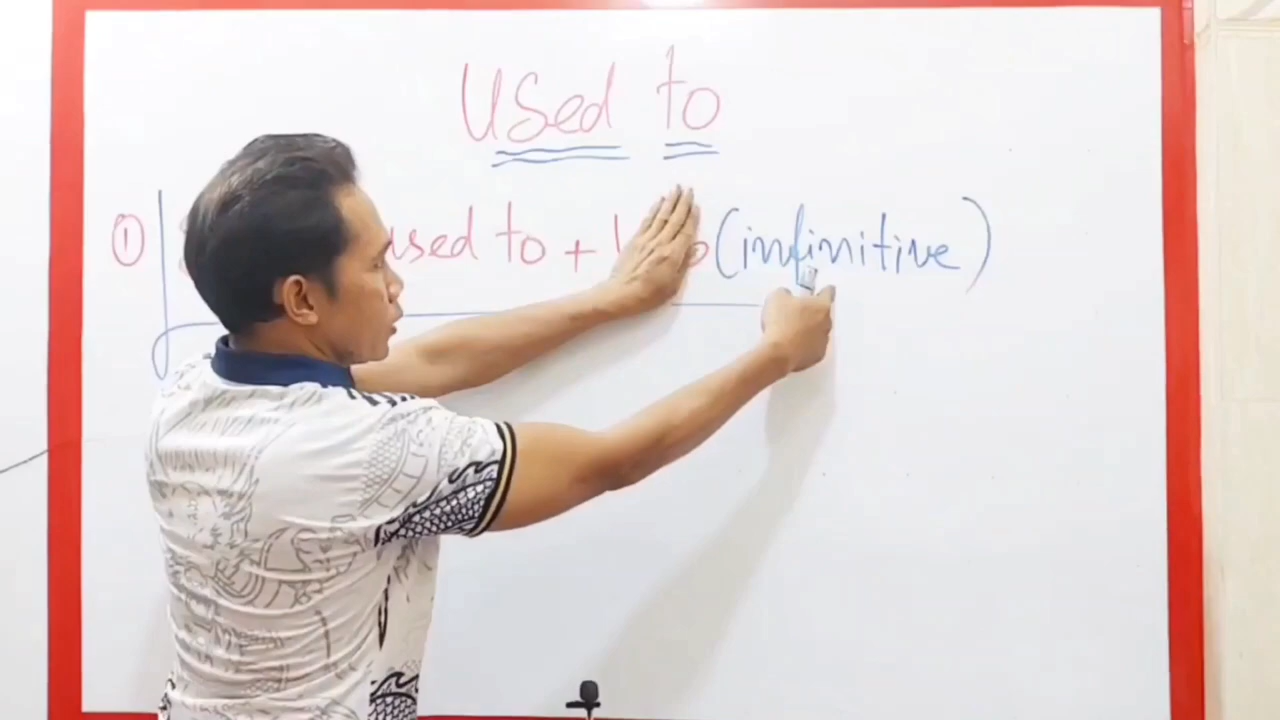 Used to
① used to + (infinitive)